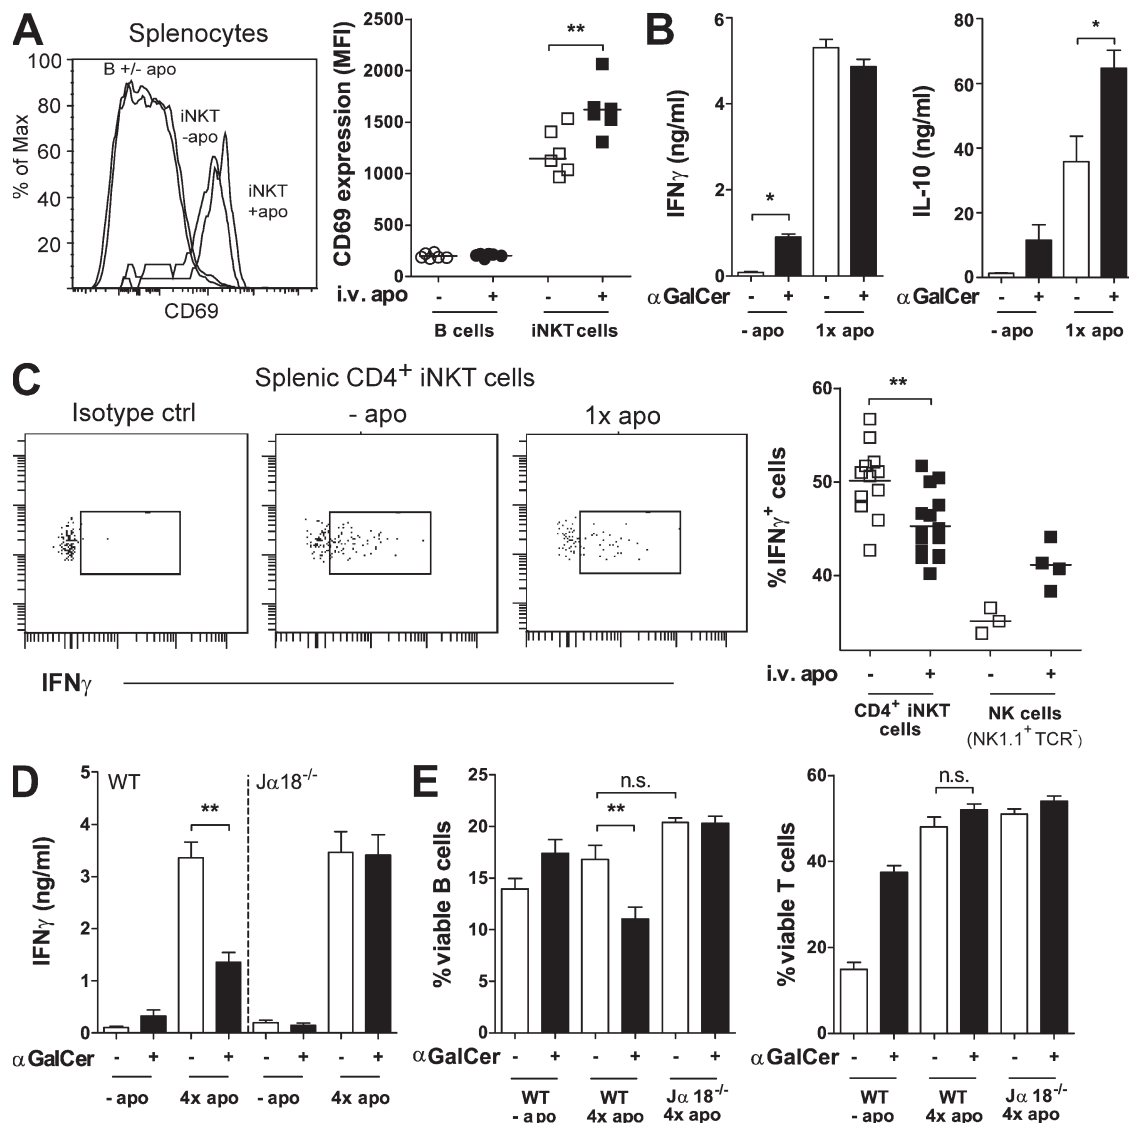 A
Splenocytes
B +/- apo
iNKT
-apo
iNKT
+apo
% of Max
100
80
60
40
20
CD69
CD69 expression (MFI)
2500
2000
1500
1000
500
0
**
i.v. apo - + - +
B cells iNKT cells
B
IFNγ (ng/ml)
6
4
2
0
*
αGalCer - + - +
- apo 1x apo
IL-10 (ng/ml)
80
60
40
20
0
*
αGalCer - + - +
- apo 1x apo
C
Splenic CD4+ iNKT cells
Isotype ctrl - apo 1x apo
IFNγ
% IFNγ+ cells
60
50
40
**
i.v. apo - + - +
CD4+ iNKT
cells
NK cells
(NK1.1+ TCR-)
D
WT Jα18-/-
IFNγ (ng/ml)
5
4
3
2
1
0
**
αGalCer - + - + - + - +
- apo 4x apo - apo 4x apo
E
% viable B cells
25
20
15
10
5
0
n.s.
**
αGalCer - + - + - +
WT WT Jα 18-/-
- apo 4x apo 4x apo
% viable T cells
60
40
20
0
n.s.
αGalCer - + - + - +
WT WT Jα 18-/-
- apo 4x apo 4x apo